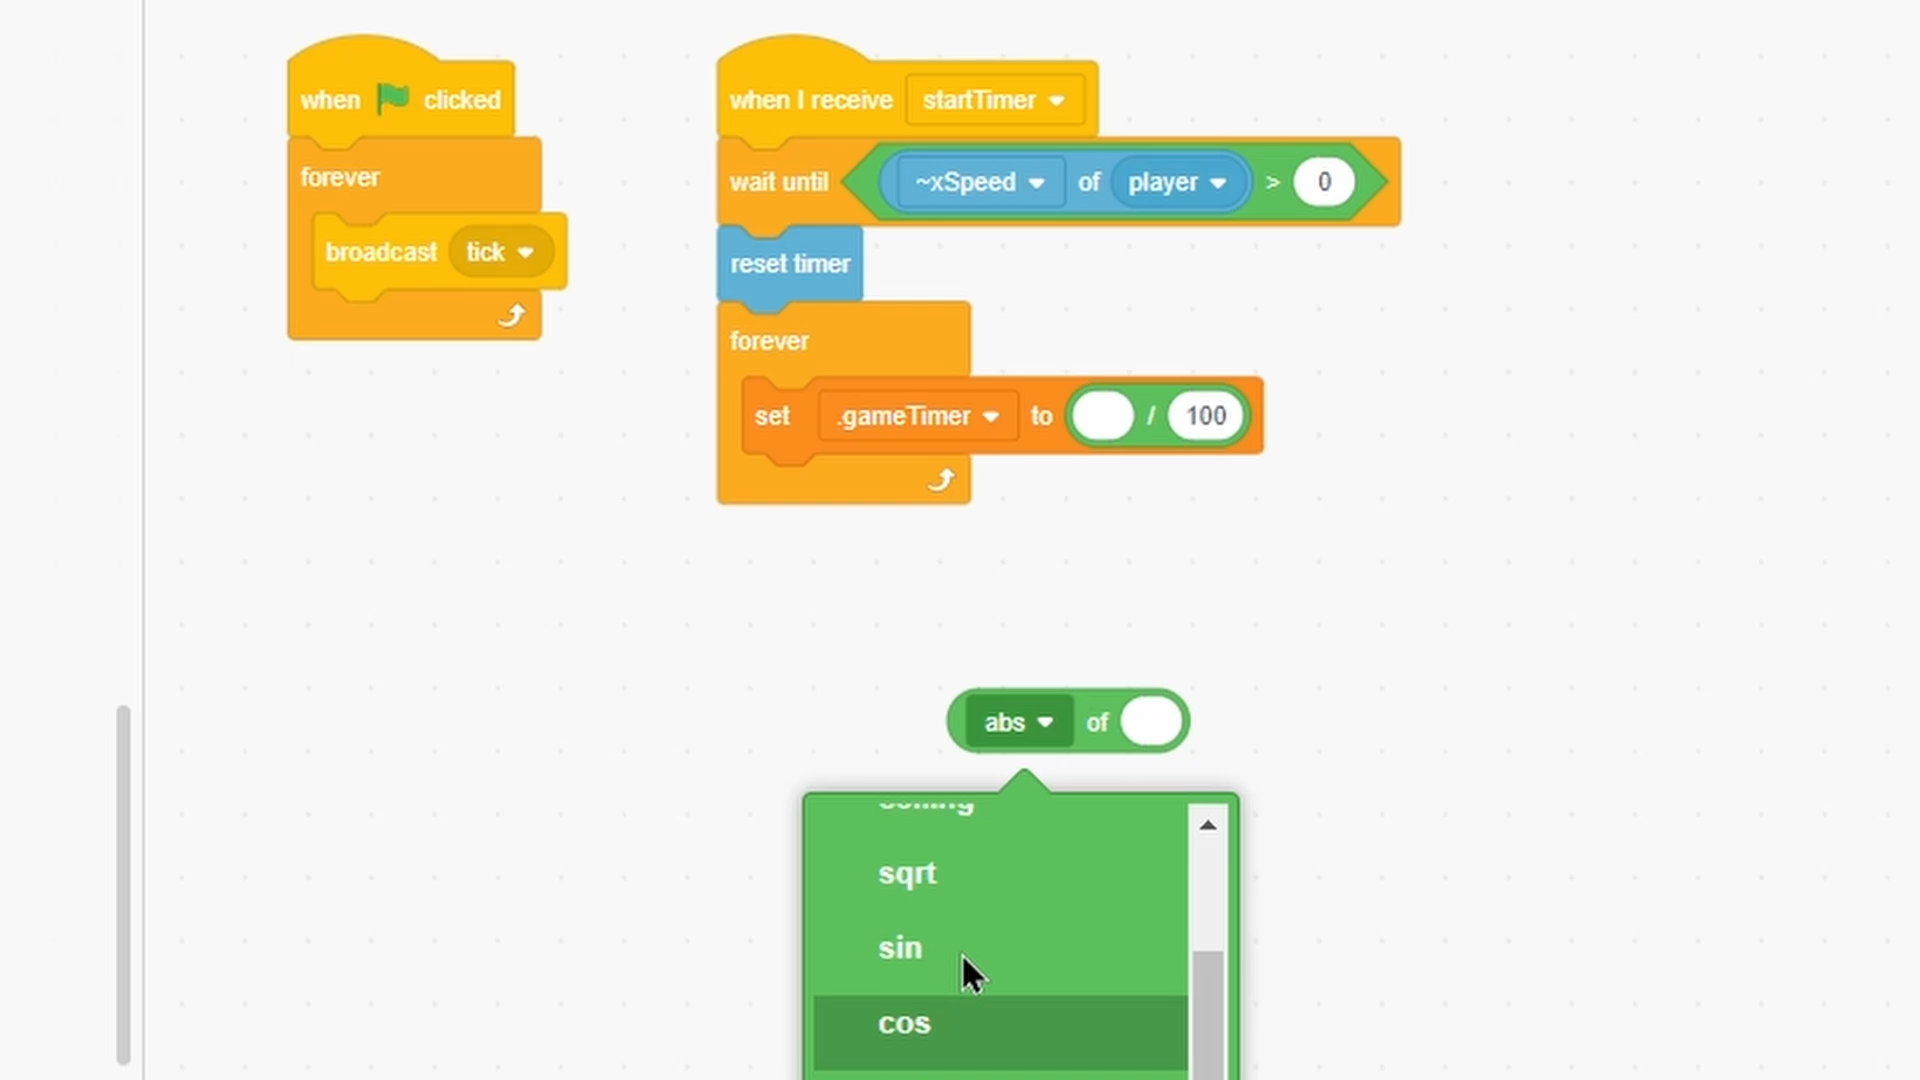 when clicked
forever
broadcast tick
when I receive startTimer
wait until ~xSpeed of player > 0
reset timer
forever
set .gameTimer to / 100
abs of
sqrt
sin
cos